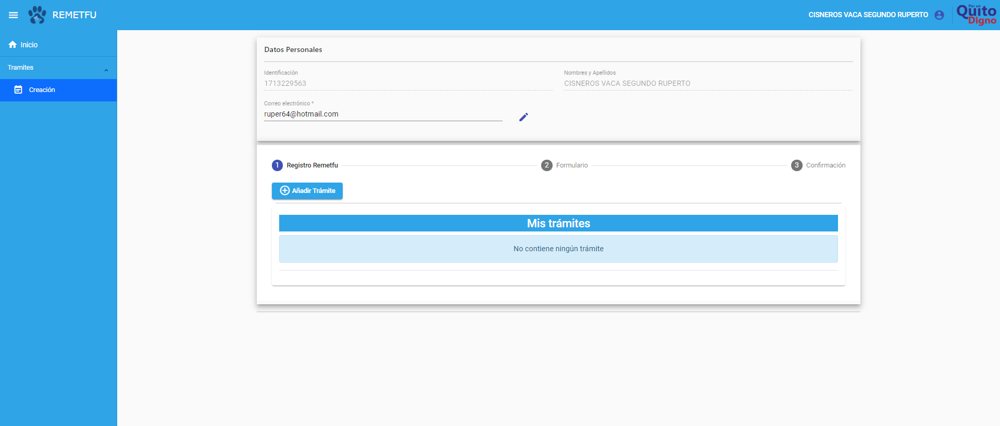 REMETFU
CISNEROS VACA SEGUNDO RUPERTO
Por un
Quito
Digno
Inicio
Tramites
Creación
Datos Personales
Identificación
1713229563
Nombres y Apellidos
CISNEROS VACA SEGUNDO RUPERTO
Correo electrónico *
ruper64@hotmail.com
1 Registro Remetfu
2 Formulario
3 Confirmación
Añadir Trámite
Mis trámites
No contiene ningún trámite